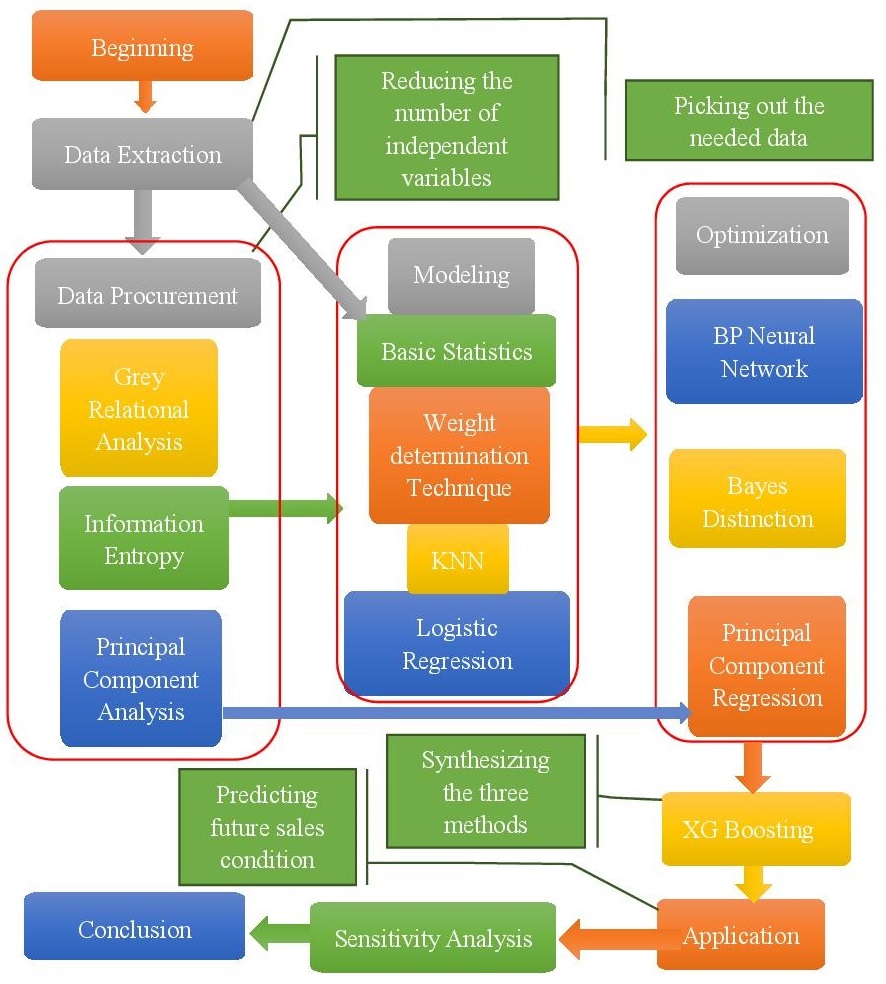 Beginning
Data Extraction
Reducing the
number of
independent
variables
Picking out the
needed data
Data Procurement
Grey
Relational
Analysis
Information
Entropy
Principal
Component
Analysis
Modeling
Basic Statistics
Weight
determination
Technique
KNN
Logistic
Regression
Optimization
BP Neural
Network
Bayes
Distinction
Principal
Component
Regression
Synthesizing
the three
methods
Predicting
future sales
condition
XG Boosting
Application
Sensitivity Analysis
Conclusion